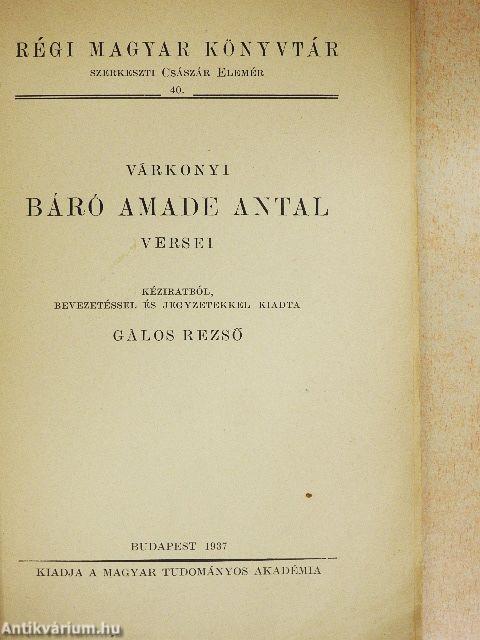 RÉGI MAGYAR KÖNYVTÁR
SZERKESZTI CSÁSZÁR ELEMÉR
40.
VÁRKONYI
BÁRÓ AMADE ANTAL
VERSEI
KÉZIRATBÓL,
BEVEZETÉSSEL ÉS JEGYZETEKKEL KIADTA
GÁLOS REZSŐ
BUDAPEST 1937
KIADJA A MAGYAR TUDOMÁNYOS AKADÉMIA
Antikvárium.hu